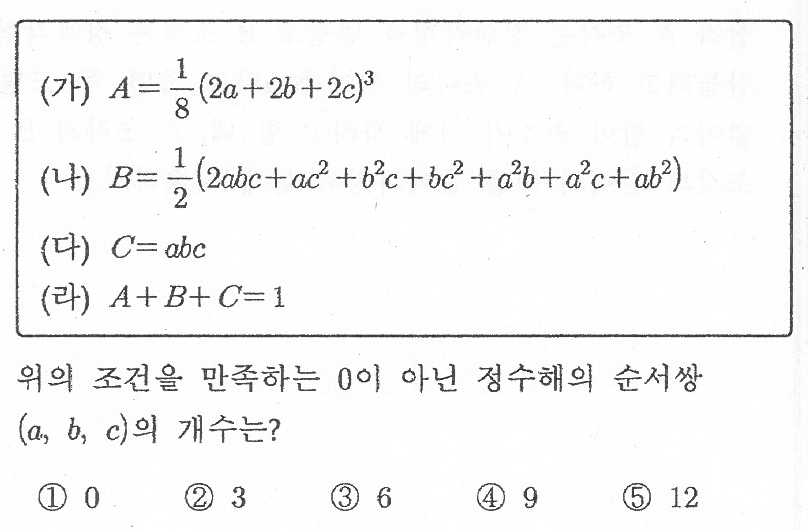 (가) A = \frac{1}{8}(2a+2b+2c)^3
(나) B = \frac{1}{2}(2abc+ac^2+b^2c+bc^2+a^2b+a^2c+ab^2)
(다) C = abc
(라) A+B+C=1
위의 조건을 만족하는 0이 아닌 정수해의 순서쌍
(a, b, c)의 개수는?
① 0 ② 3 ③ 6 ④ 9 ⑤ 12